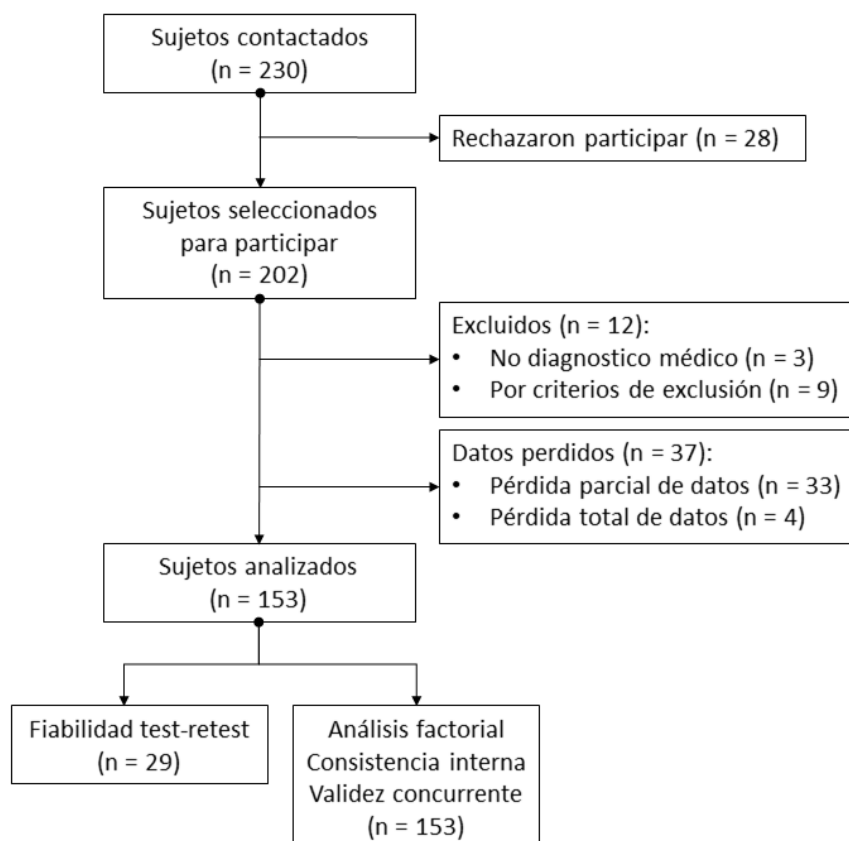 Sujetos contactados
(n = 230)
Rechazaron participar (n = 28)
Sujetos seleccionados
para participar
(n = 202)
Excluidos (n = 12):
• No diagnostico médico (n = 3)
• Por criterios de exclusión (n = 9)
Datos perdidos (n = 37):
• Pérdida parcial de datos (n = 33)
• Pérdida total de datos (n = 4)
Sujetos analizados
(n = 153)
Fiabilidad test-retest
(n = 29)
Análisis factorial
Consistencia interna
Validez concurrente
(n = 153)